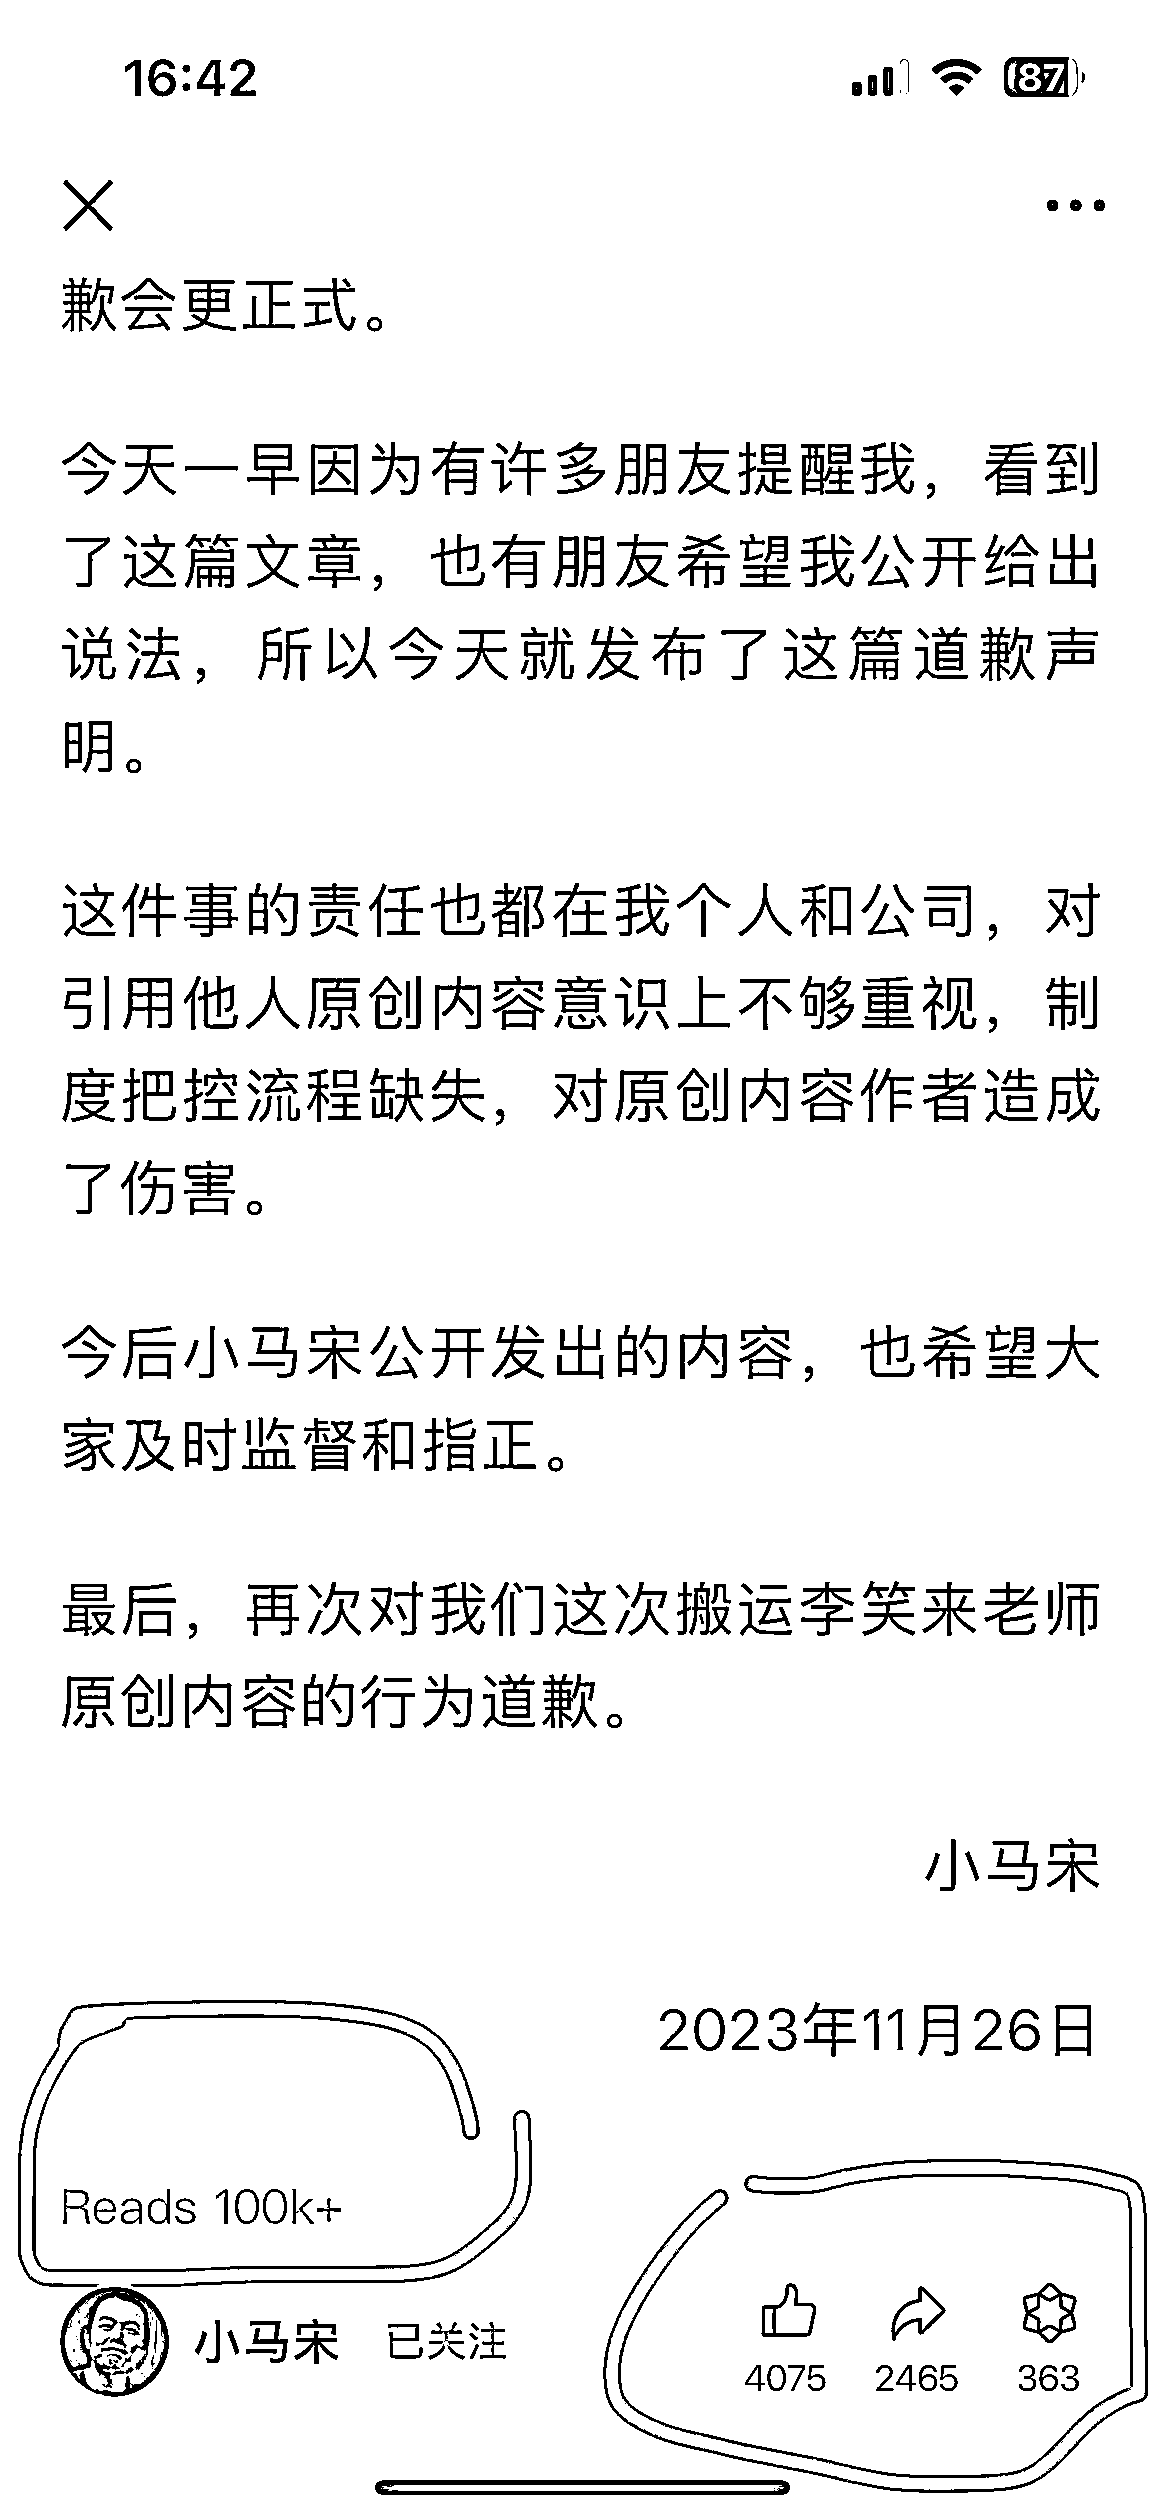 16:42
87
歉会更正式。
今天一早因为有许多朋友提醒我，看到
了这篇文章，也有朋友希望我公开给出
说法，所以今天就发布了这篇道歉声
明。
这件事的责任也都在我个人和公司，对
引用他人原创内容意识上不够重视，制
度把控流程缺失，对原创内容作者造成
了伤害。
今后小马宋公开发出的内容，也希望大
家及时监督和指正。
最后，再次对我们这次搬运李笑来老师
原创内容的行为道歉。
小马宋
2023年11月26日
Reads 100k+
小马宋 已关注
4075 2465 363